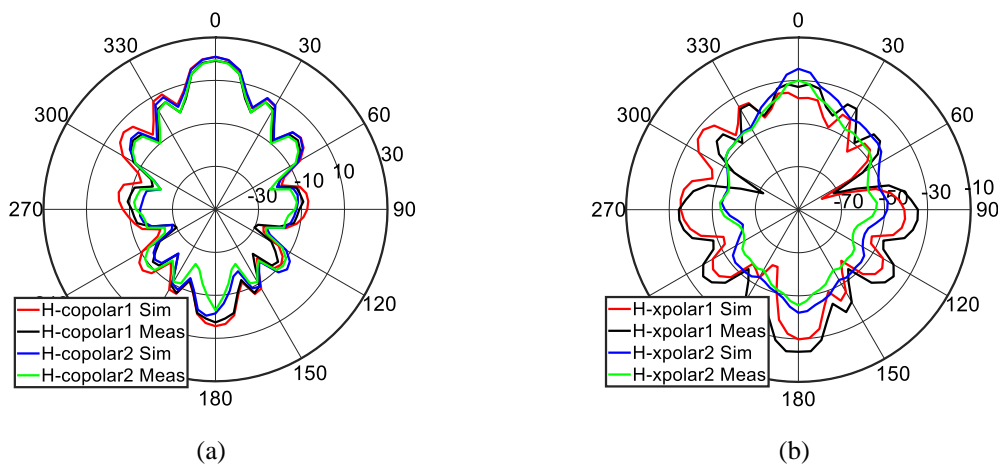 0
330 30
300 60
30
10
-10
-30
270 90
120
150
180
H-copolar1 Sim
H-copolar1 Meas
H-copolar2 Sim
H-copolar2 Meas
(a)
0
330 30
300 60
-10
-30
-50
-70
270 90
120
150
180
H-xpolar1 Sim
H-xpolar1 Meas
H-xpolar2 Sim
H-xpolar2 Meas
(b)